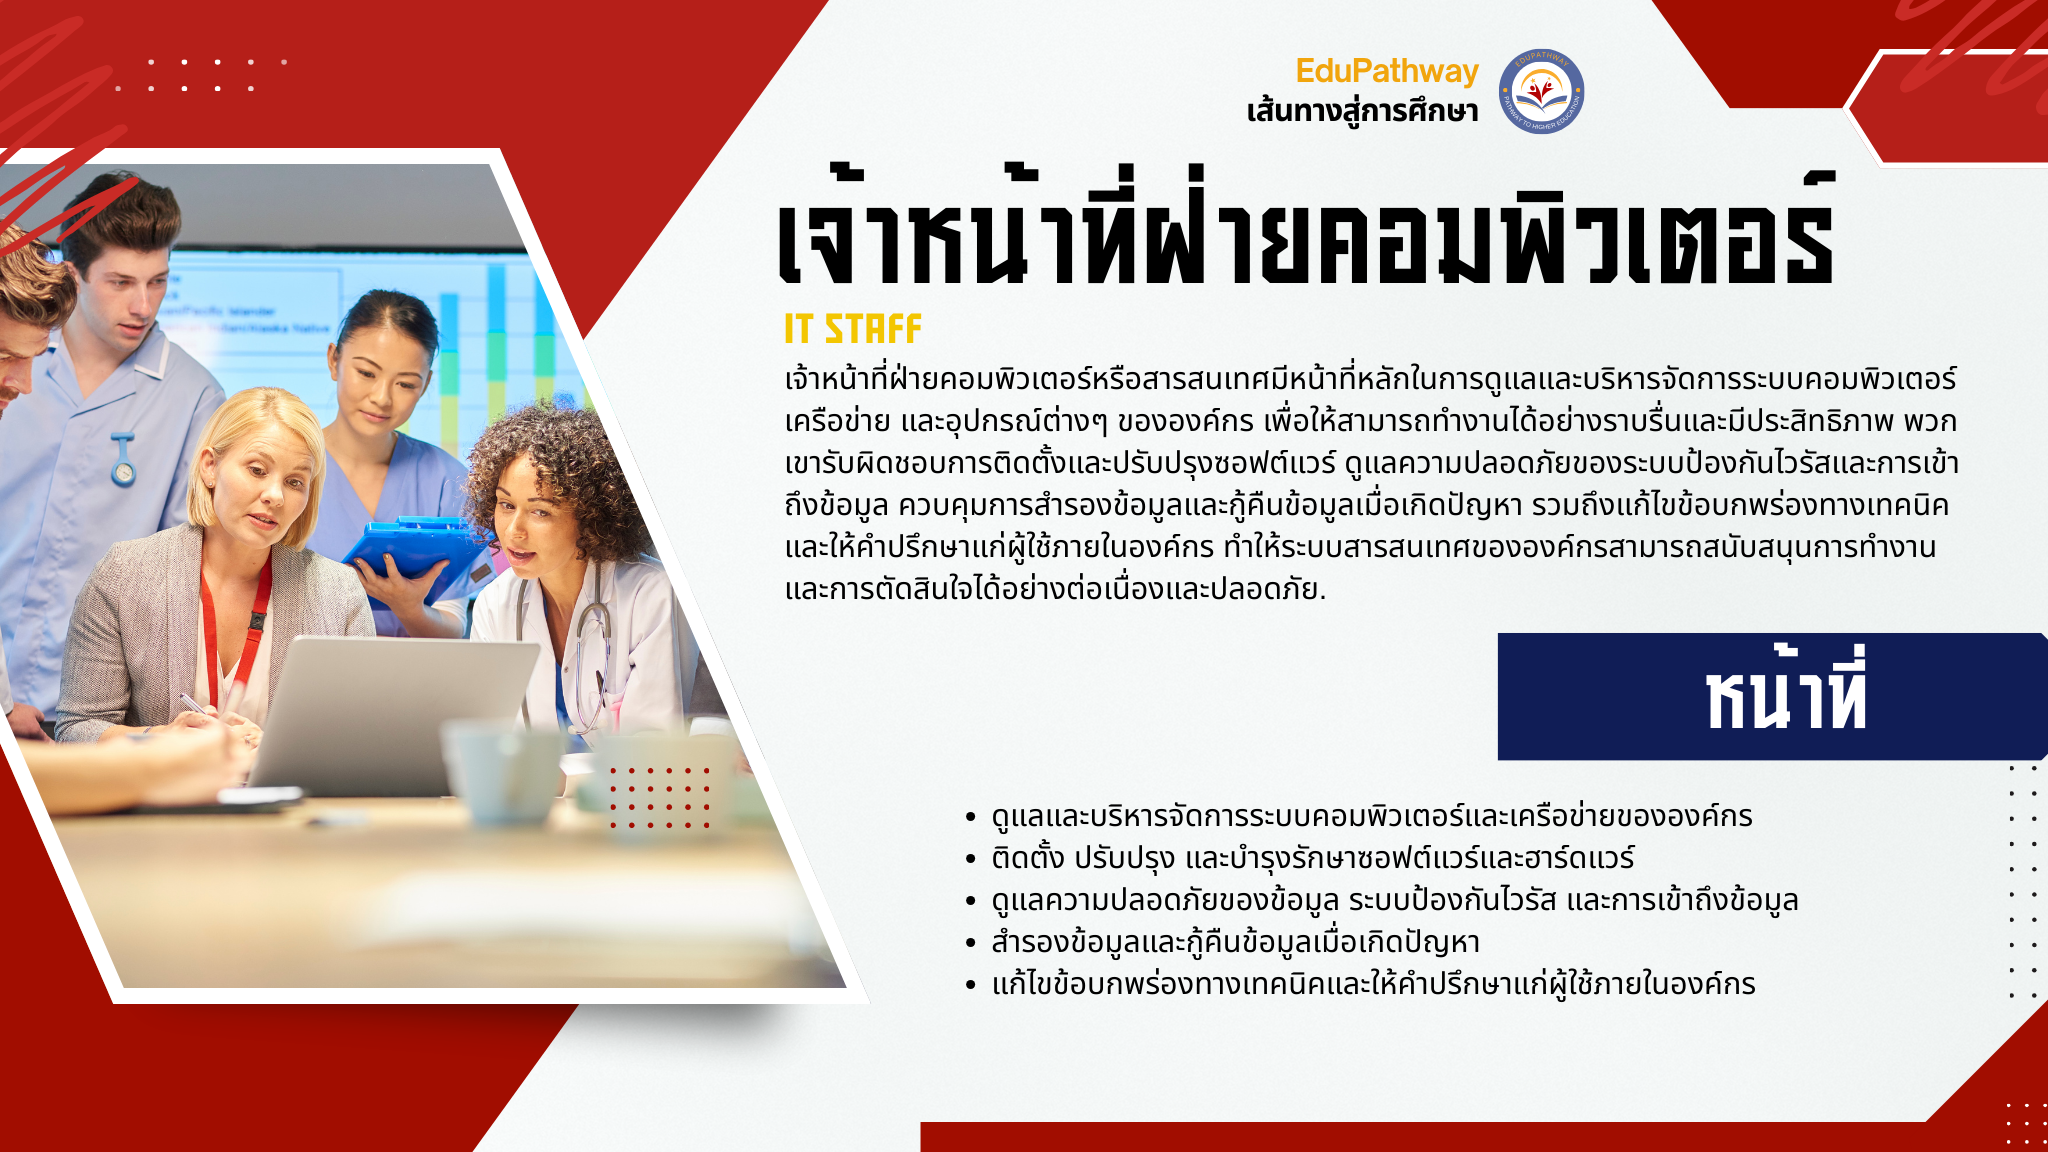 EduPathway
เส้นทางสู่การศึกษา
EDUPATHWAY
PATHWAY TO HIGHER EDUCATION
เจ้าหน้าที่ฝ่ายคอมพิวเตอร์
IT STAFF
เจ้าหน้าที่ฝ่ายคอมพิวเตอร์หรือสารสนเทศมีหน้าที่หลักในการดูแลและบริหารจัดการระบบคอมพิวเตอร์
เครือข่าย และอุปกรณ์ต่างๆ ขององค์กร เพื่อให้สามารถทำงานได้อย่างราบรื่นและมีประสิทธิภาพ พวก
เขารับผิดชอบการติดตั้งและปรับปรุงซอฟต์แวร์ ดูแลความปลอดภัยของระบบป้องกันไวรัสและการเข้า
ถึงข้อมูล ควบคุมการสำรองข้อมูลและกู้คืนข้อมูลเมื่อเกิดปัญหา รวมถึงแก้ไขข้อบกพร่องทางเทคนิค
และให้คำปรึกษาแก่ผู้ใช้ภายในองค์กร ทำให้ระบบสารสนเทศขององค์กรสามารถสนับสนุนการทำงาน
และการตัดสินใจได้อย่างต่อเนื่องและปลอดภัย.
หน้าที่
• ดูแลและบริหารจัดการระบบคอมพิวเตอร์และเครือข่ายขององค์กร
• ติดตั้ง ปรับปรุง และบำรุงรักษาซอฟต์แวร์และฮาร์ดแวร์
• ดูแลความปลอดภัยของข้อมูล ระบบป้องกันไวรัส และการเข้าถึงข้อมูล
• สำรองข้อมูลและกู้คืนข้อมูลเมื่อเกิดปัญหา
• แก้ไขข้อบกพร่องทางเทคนิคและให้คำปรึกษาแก่ผู้ใช้ภายในองค์กร